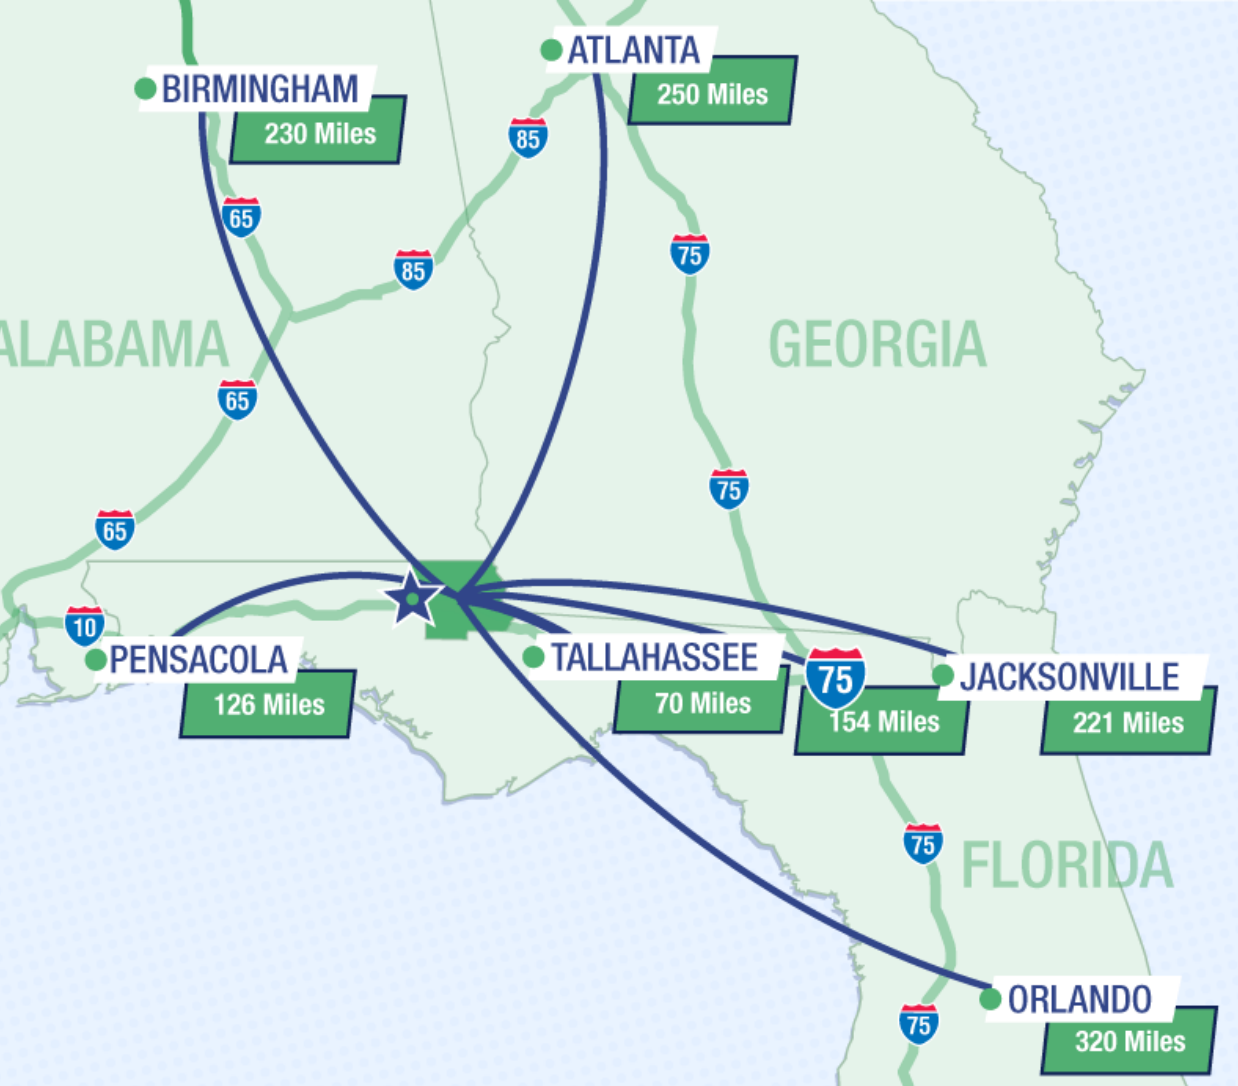 ATLANTA
250 Miles
BIRMINGHAM
230 Miles
85
65
75
85
ALABAMA
GEORGIA
65
75
65
10
PENSACOLA
126 Miles
TALLAHASSEE
70 Miles
75
154 Miles
JACKSONVILLE
221 Miles
75
FLORIDA
ORLANDO
320 Miles
75